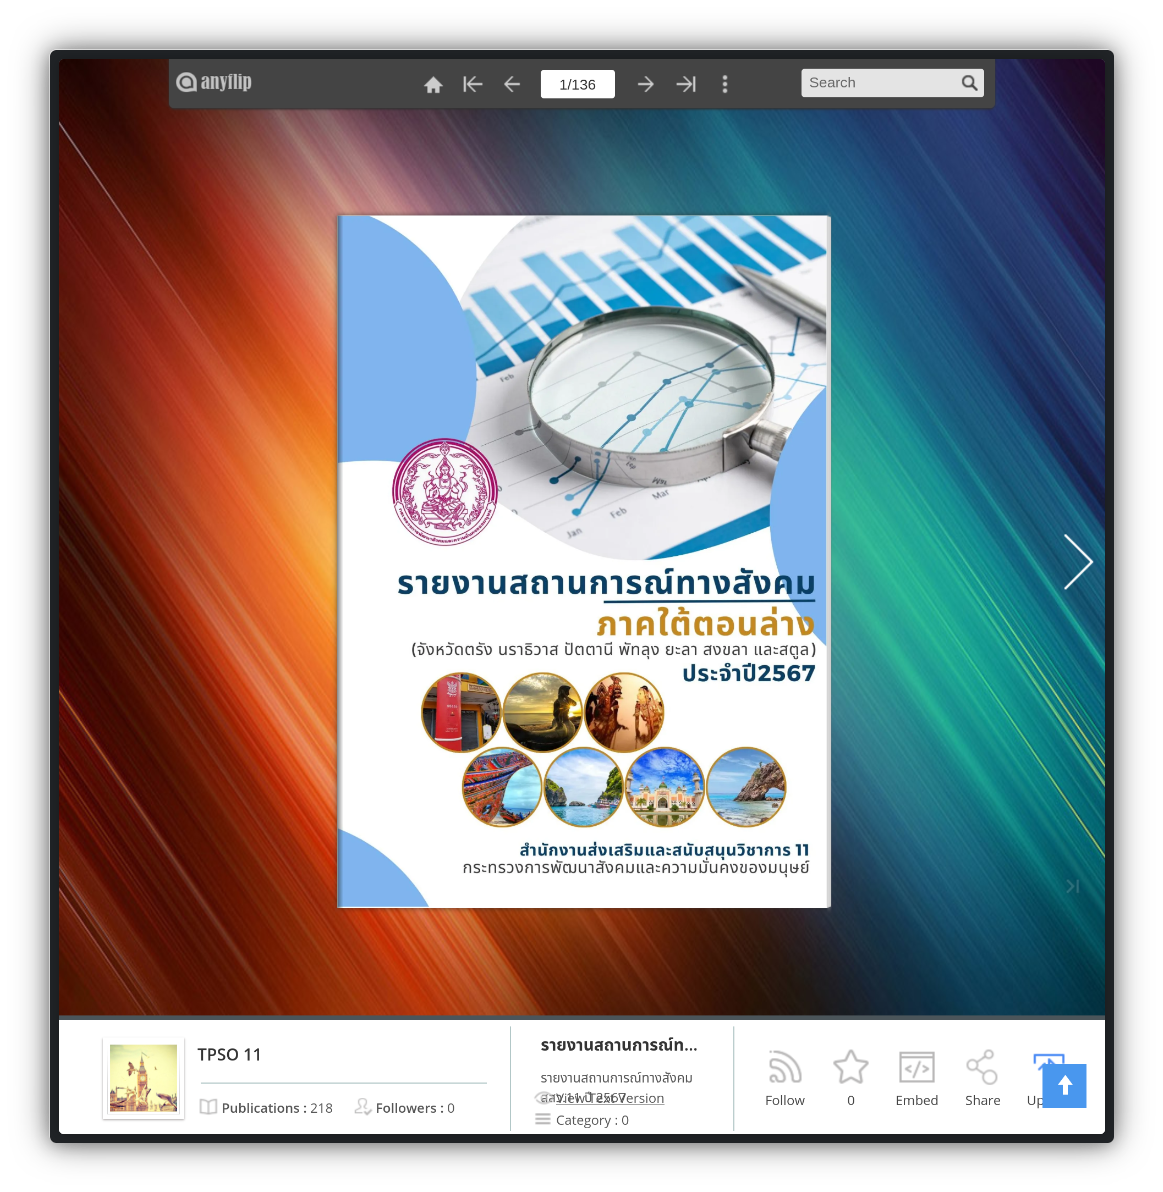 anyflip
1/136
Search
Feb
Jan
Feb
Mar
รายงานสถานการณ์ทางสังคม
ภาคใต้ตอนล่าง
(จังหวัดตรัง นราธิวาส ปัตตานี พัทลุง ยะลา สงขลา และสตูล)
ประจำปี2567
สำนักงานส่งเสริมและสนับสนุนวิชาการ 11
กระทรวงการพัฒนาสังคมและความมั่นคงของมนุษย์
TPSO 11
Publications : 218
Followers : 0
รายงานสถานการณ์ท...
รายงานสถานการณ์ทางสังคม
สสว.11 ปี 2567
View Text Version
Category : 0
Follow
0
Embed
Share